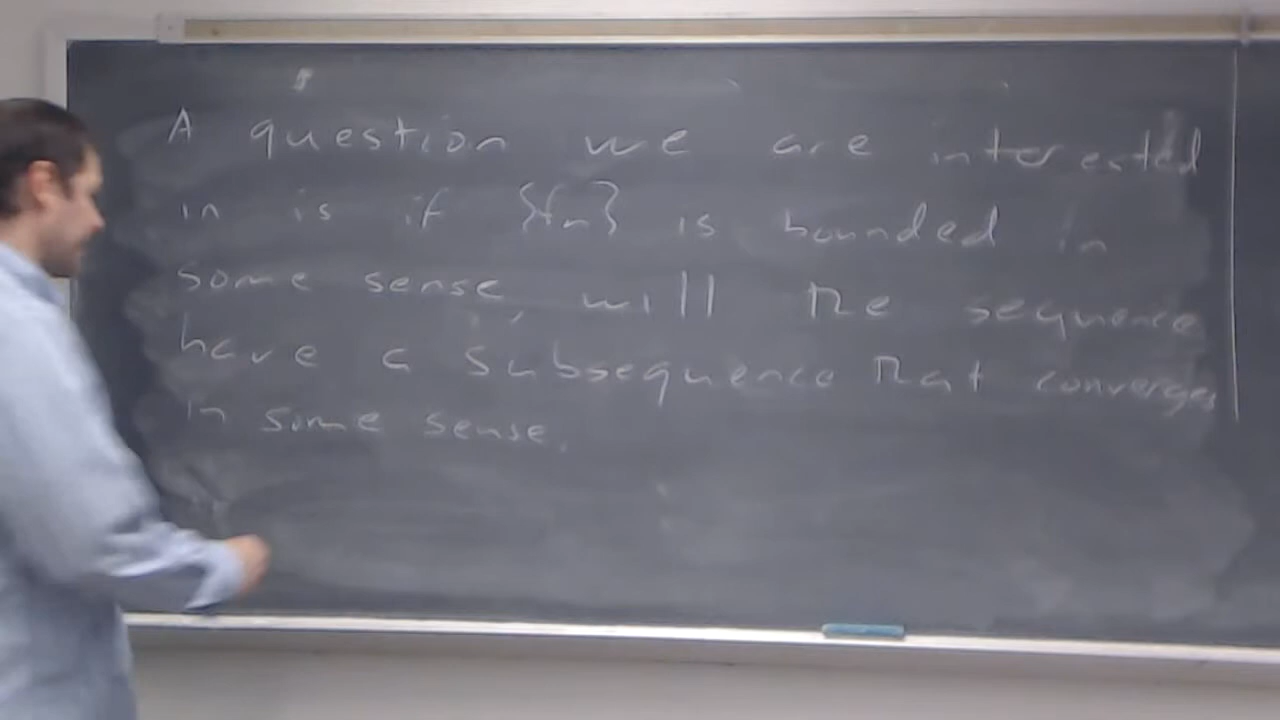 A question we are interested
in is if {fn} is bounded in
some sense, will the sequence
have a subsequence that converges
in some sense.